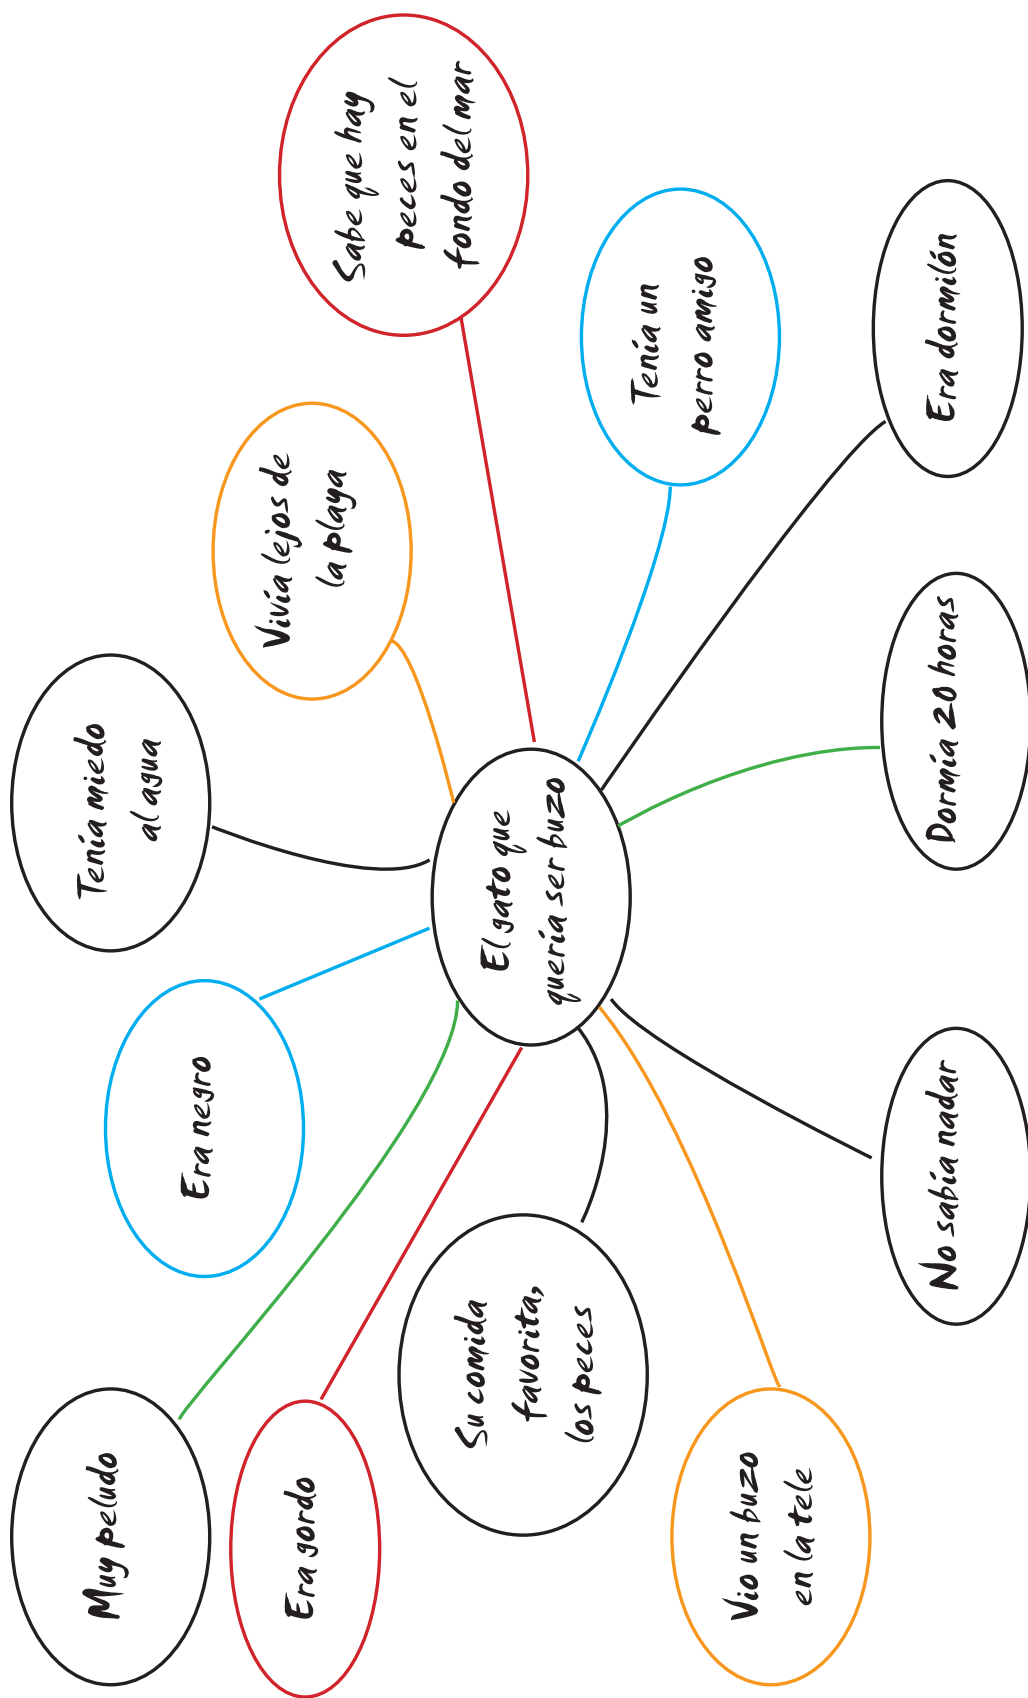 Muy peludo
Era negro
Tenía miedo
al agua
Vivía lejos de
la playa
Sabe que hay
peces en el
fondo del mar
Era gordo
Su comida
favorita,
los peces
El gato que
quería ser buzo
Tenía un
perro amigo
Vio un buzo
en la tele
No sabía nadar
Dormía 20 horas
Era dormilón